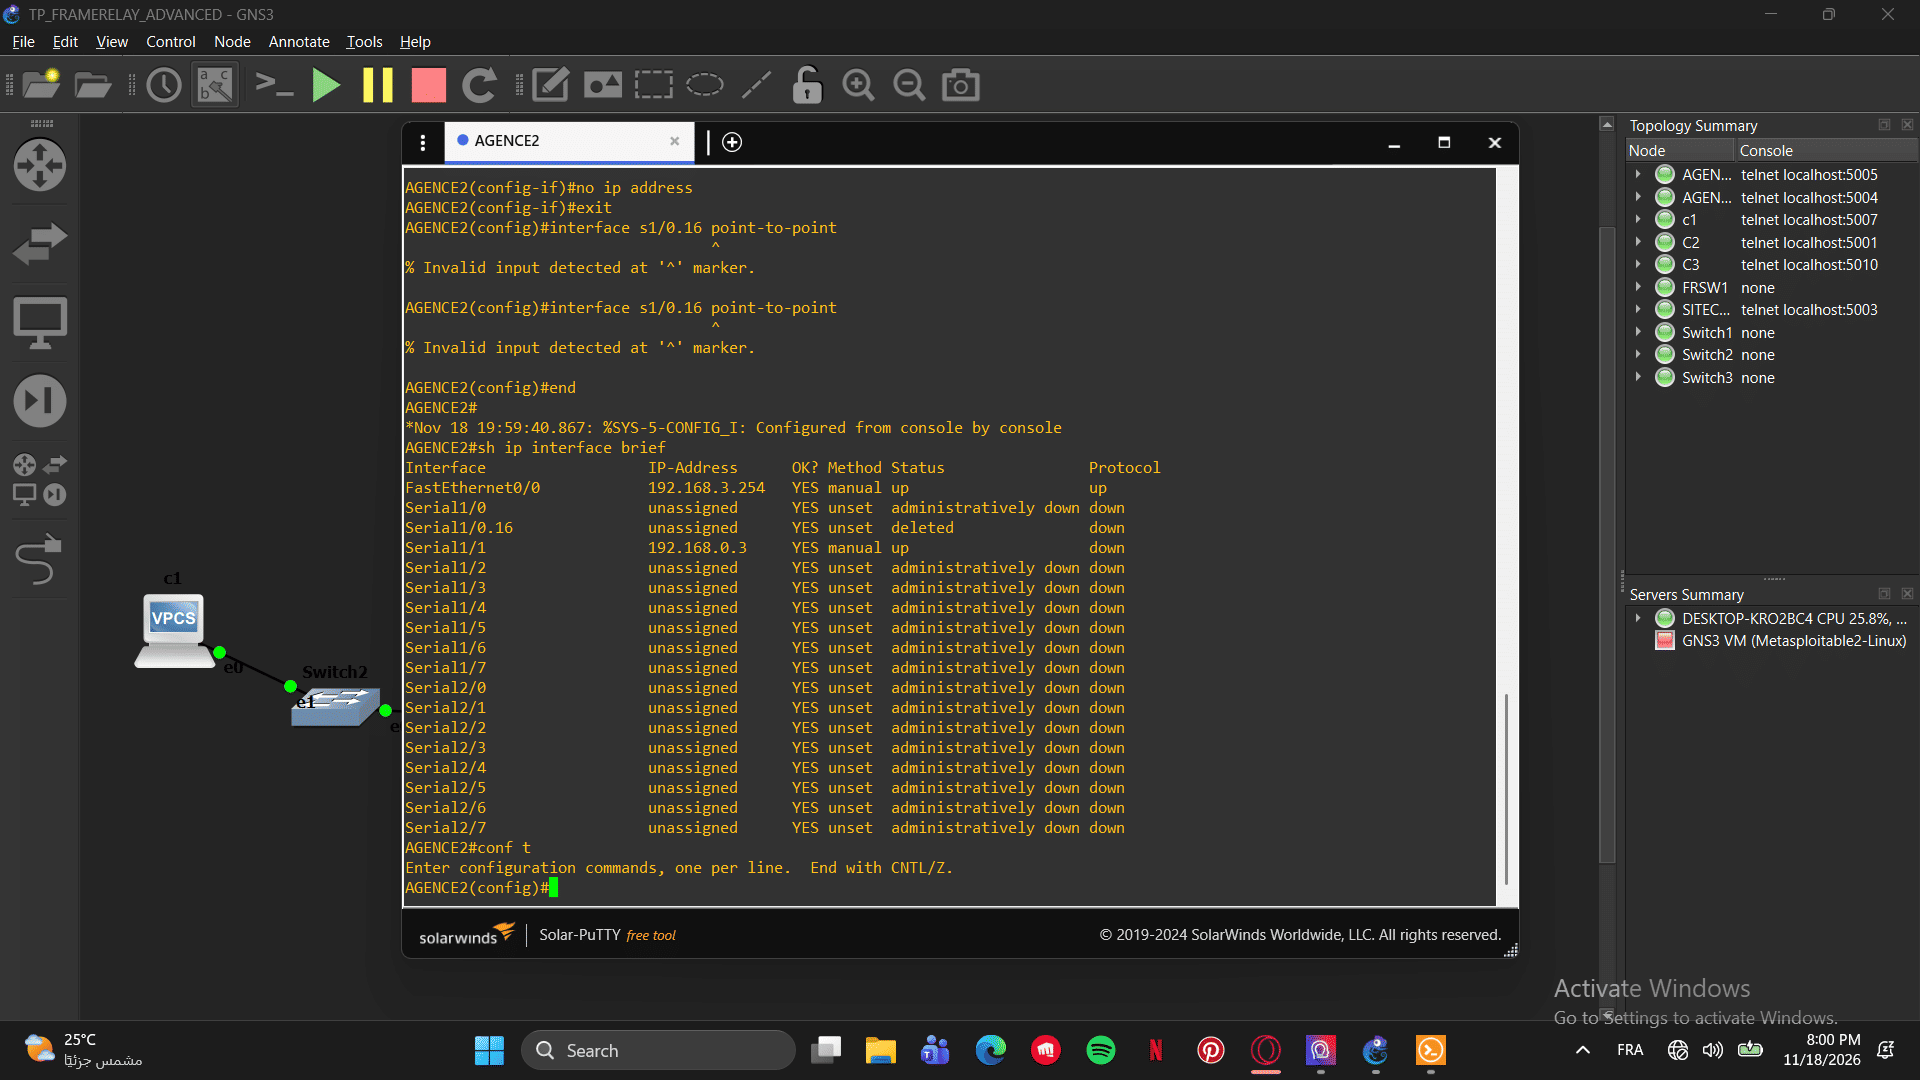 TP_FRAMERELAY_ADVANCED - GNS3
File Edit View Control Node Annotate Tools Help
AGENCE2
AGENCE2(config-if)#no ip address
AGENCE2(config-if)#exit
AGENCE2(config)#interface s1/0.16 point-to-point
^
% Invalid input detected at '^' marker.
AGENCE2(config)#interface s1/0.16 point-to-point
^
% Invalid input detected at '^' marker.
AGENCE2(config)#end
AGENCE2#
*Nov 18 19:59:40.867: %SYS-5-CONFIG_I: Configured from console by console
AGENCE2#sh ip interface brief
Interface IP-Address OK? Method Status Protocol
FastEthernet0/0 192.168.3.254 YES manual up up
Serial1/0 unassigned YES unset administratively down down
Serial1/0.16 unassigned YES unset deleted down
Serial1/1 192.168.0.3 YES manual up down
Serial1/2 unassigned YES unset administratively down down
Serial1/3 unassigned YES unset administratively down down
Serial1/4 unassigned YES unset administratively down down
Serial1/5 unassigned YES unset administratively down down
Serial1/6 unassigned YES unset administratively down down
Serial1/7 unassigned YES unset administratively down down
Serial2/0 unassigned YES unset administratively down down
Serial2/1 unassigned YES unset administratively down down
Serial2/2 unassigned YES unset administratively down down
Serial2/3 unassigned YES unset administratively down down
Serial2/4 unassigned YES unset administratively down down
Serial2/5 unassigned YES unset administratively down down
Serial2/6 unassigned YES unset administratively down down
Serial2/7 unassigned YES unset administratively down down
AGENCE2#conf t
Enter configuration commands, one per line. End with CNTL/Z.
AGENCE2(config)#
solarwinds Solar-PuTTY free tool
© 2019-2024 SolarWinds Worldwide, LLC. All rights reserved.
c1
VPCS
e0
Switch2
e1
e
Topology Summary
Node Console
AGEN... telnet localhost:5005
AGEN... telnet localhost:5004
c1 telnet localhost:5007
C2 telnet localhost:5001
C3 telnet localhost:5010
FRSW1 none
SITEC... telnet localhost:5003
Switch1 none
Switch2 none
Switch3 none
Servers Summary
DESKTOP-KRO2BC4 CPU 25.8%, ...
GNS3 VM (Metasploitable2-Linux)
Activate Windows
Go to Settings to activate Windows.
25°C
مشمس جزئيًا
Search
FRA
8:00 PM
11/18/2026